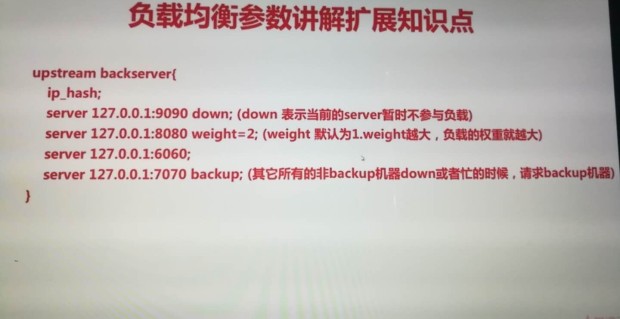 负载均衡参数讲解扩展知识点
upstream backserver{
ip_hash;
server 127.0.0.1:9090 down; (down 表示当前的server暂时不参与负载)
server 127.0.0.1:8080 weight=2; (weight 默认为1.weight越大，负载的权重就越大)
server 127.0.0.1:6060;
server 127.0.0.1:7070 backup; (其它所有的非backup机器down或者忙的时候，请求backup机器)
}